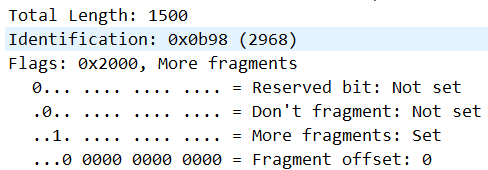 Total Length: 1500
Identification: 0x0b98 (2968)
Flags: 0x2000, More fragments
0... .... .... .... = Reserved bit: Not set
.0.. .... .... .... = Don't fragment: Not set
..1. .... .... .... = More fragments: Set
...0 0000 0000 0000 = Fragment offset: 0